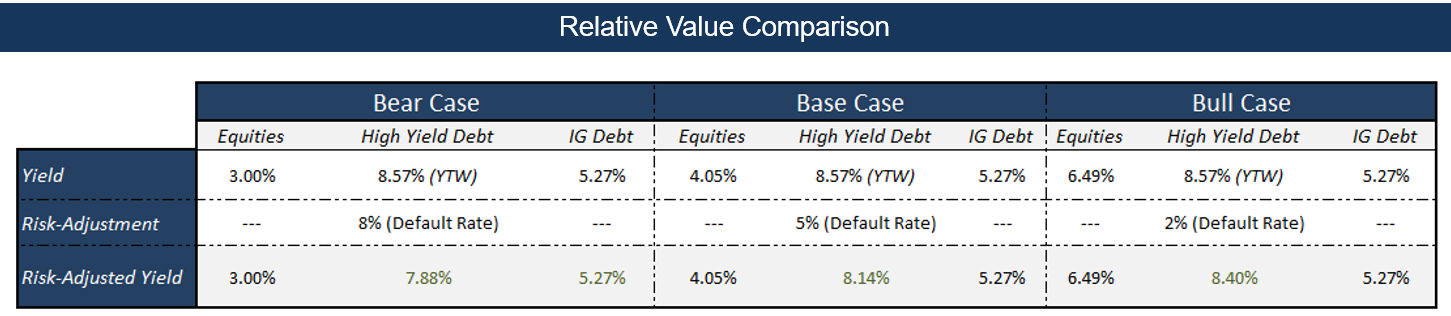 Relative Value Comparison
Bear Case Base Case Bull Case
Equities High Yield Debt IG Debt Equities High Yield Debt IG Debt Equities High Yield Debt IG Debt
Yield 3.00% 8.57% (YTW) 5.27% 4.05% 8.57% (YTW) 5.27% 6.49% 8.57% (YTW) 5.27%
Risk-Adjustment --- 8% (Default Rate) --- --- 5% (Default Rate) --- --- 2% (Default Rate) ---
Risk-Adjusted Yield 3.00% 7.88% 5.27% 4.05% 8.14% 5.27% 6.49% 8.40% 5.27%